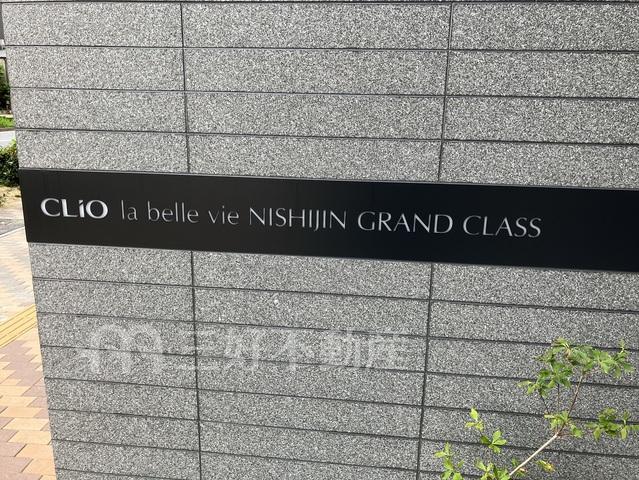 CLiO la belle vie NISHIJIN GRAND CLASS
m 三好不動産